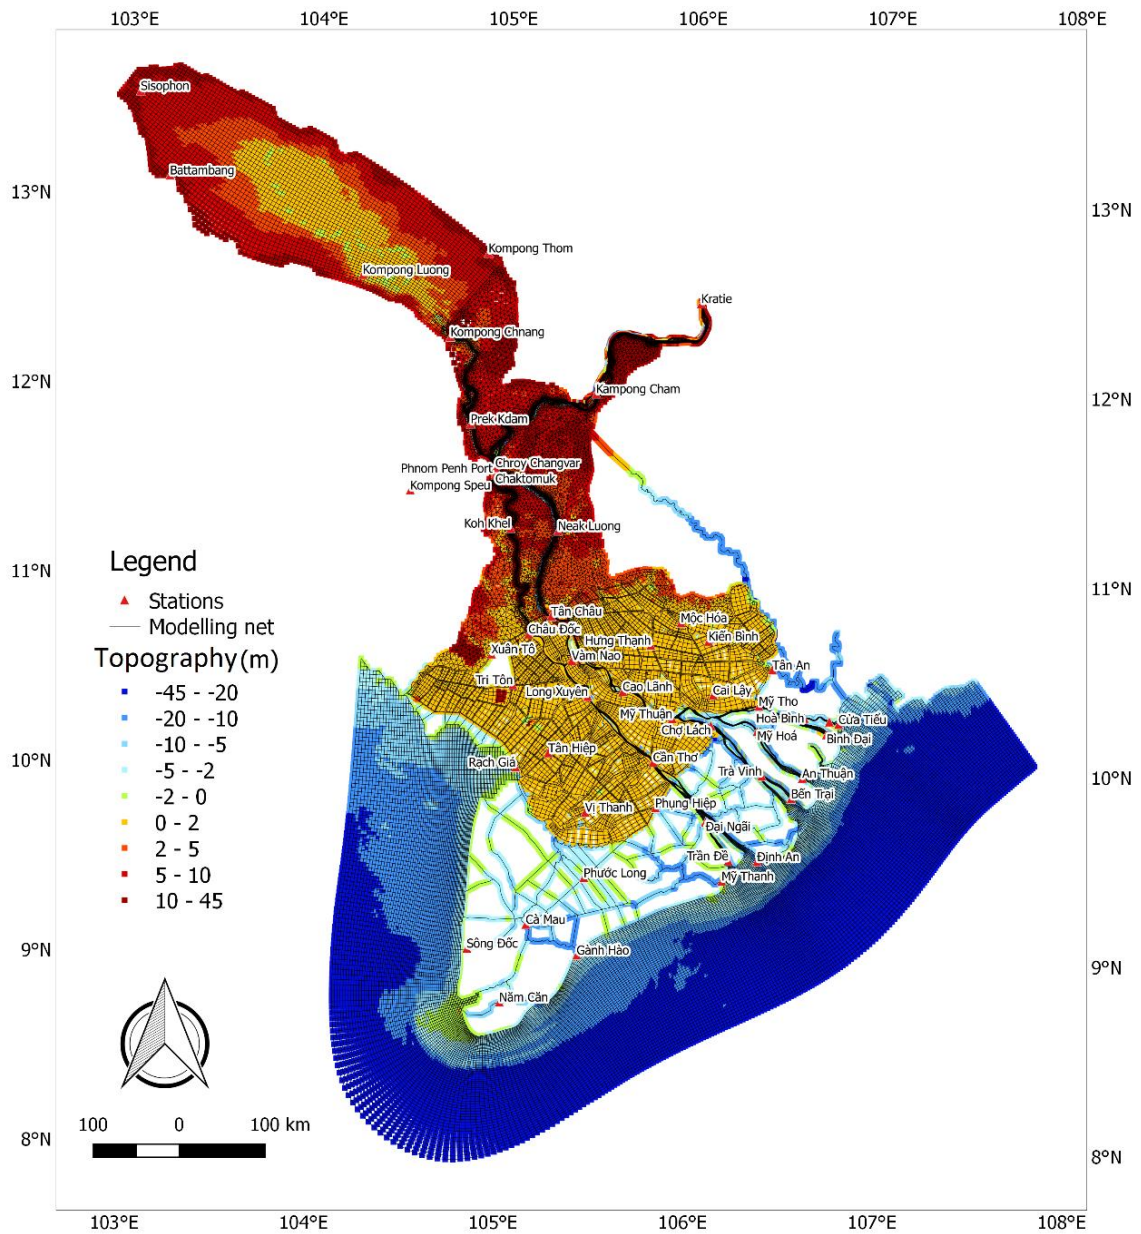 103°E 104°E 105°E 106°E 107°E 108°E
Sisophon
Battambang
13°N
13°N
Kompong Thom
Kompong Luong
Kratie
Kompong Chnang
12°N
Kampong Cham
12°N
Prek Kdam
Phnom Penh Port
Chroy Changvar
Kompong Speu
Chaktomuk
Koh Khel
Neak Luong
11°N
11°N
Legend
Stations
Modelling net
Topography(m)
-45 - -20
-20 - -10
-10 - -5
-5 - -2
-2 - 0
0 - 2
2 - 5
5 - 10
10 - 45
Tân Châu
Châu Đốc
Mộc Hóa
Hưng Thạnh
Kiến Bình
Xuân Tô
Vàm Nao
Tân An
Tri Tôn
Long Xuyên
Cao Lãnh
Cai Lậy
Mỹ Tho
Mỹ Thuận
Hoà Bình
Cửa Tiểu
Chợ Lách
Mỹ Hoá
Bình Đại
10°N
Rạch Giá
Tân Hiệp
Cần Thơ
Trà Vinh
An Thuận
10°N
Bến Trại
Vị Thanh
Phụng Hiệp
Đại Ngãi
Trần Đề
Định An
Phước Long
Mỹ Thanh
Cà Mau
9°N
Sông Đốc
Gành Hào
9°N
Năm Căn
100 0 100 km
8°N
8°N
103°E 104°E 105°E 106°E 107°E 108°E